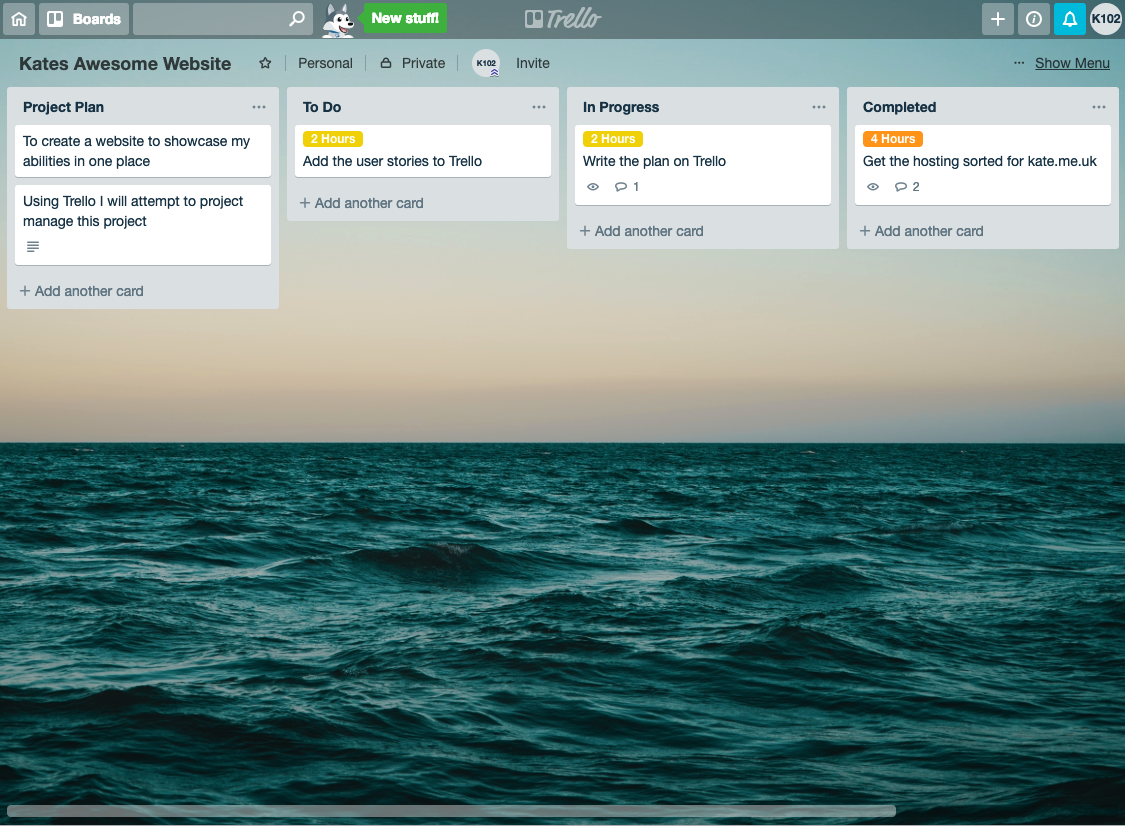 Boards
New stuff!
Trello
K102
Kates Awesome Website
Personal
Private
K102
Invite
... Show Menu
Project Plan
To create a website to showcase my
abilities in one place
Using Trello I will attempt to project
manage this project
+ Add another card
To Do
2 Hours
Add the user stories to Trello
+ Add another card
In Progress
2 Hours
Write the plan on Trello
1
+ Add another card
Completed
4 Hours
Get the hosting sorted for kate.me.uk
2
+ Add another card